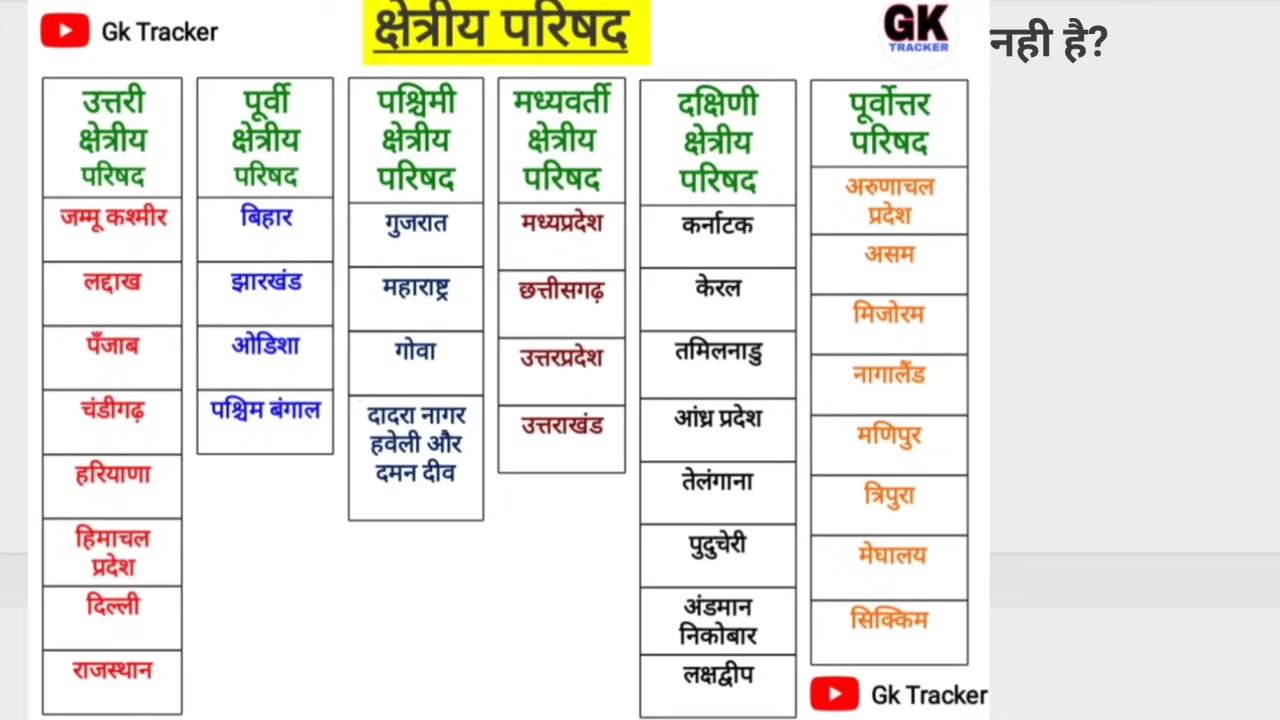 Gk Tracker
क्षेत्रीय परिषद
GK
TRACKER
नही है?
उत्तरी
क्षेत्रीय
परिषद
जम्मू कश्मीर
लद्दाख
पँजाब
चंडीगढ़
हरियाणा
हिमाचल
प्रदेश
दिल्ली
राजस्थान
पूर्वी
क्षेत्रीय
परिषद
बिहार
झारखंड
ओडिशा
पश्चिम बंगाल
पश्चिमी
क्षेत्रीय
परिषद
गुजरात
महाराष्ट्र
गोवा
दादरा नागर
हवेली और
दमन दीव
मध्यवर्ती
क्षेत्रीय
परिषद
मध्यप्रदेश
छत्तीसगढ़
उत्तरप्रदेश
उत्तराखंड
दक्षिणी
क्षेत्रीय
परिषद
कर्नाटक
केरल
तमिलनाडु
आंध्र प्रदेश
तेलंगाना
पुदुचेरी
अंडमान
निकोबार
लक्षद्वीप
पूर्वोत्तर
परिषद
अरुणाचल
प्रदेश
असम
मिजोरम
नागालैंड
मणिपुर
त्रिपुरा
मेघालय
सिक्किम
Gk Tracker